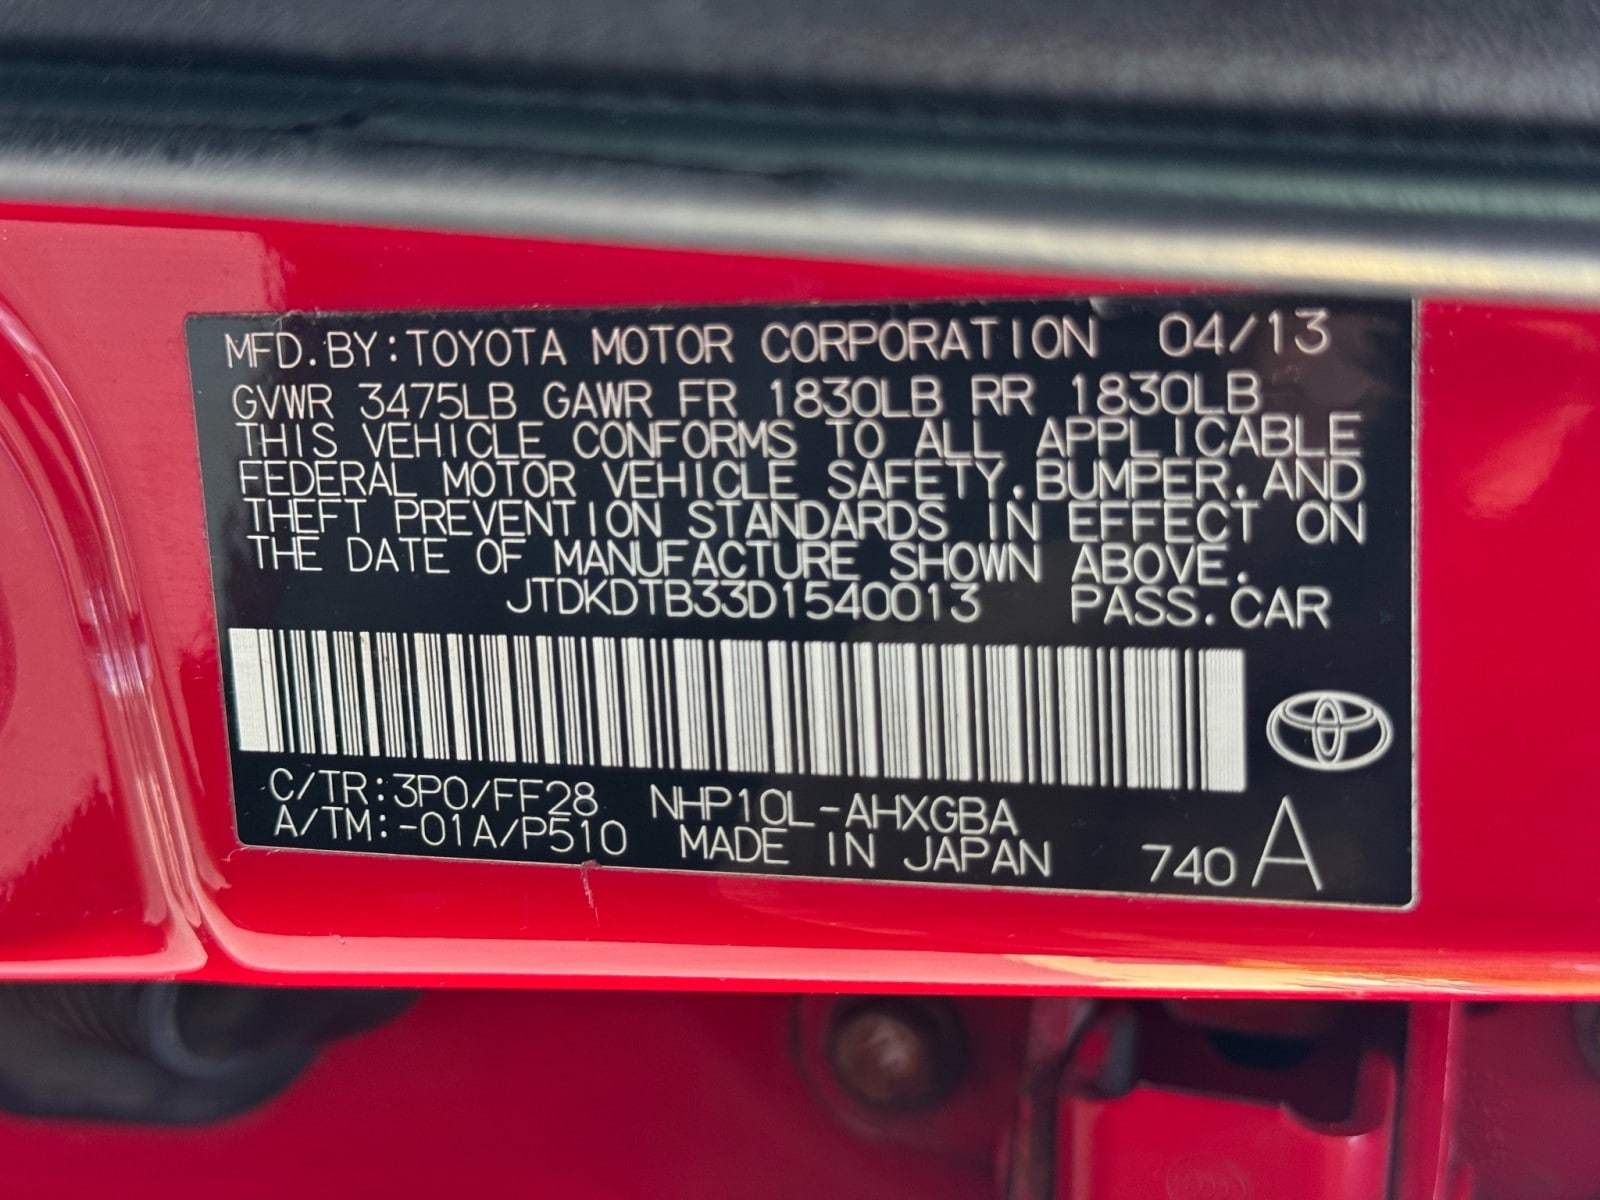 MFD. BY: TOYOTA MOTOR CORPORATION 04/13
GVWR 3475LB GAWR FR 1830LB RR 1830LB
THIS VEHICLE CONFORMS TO ALL APPLICABLE
FEDERAL MOTOR VEHICLE SAFETY, BUMPER, AND
THEFT PREVENTION STANDARDS IN EFFECT ON
THE DATE OF MANUFACTURE SHOWN ABOVE.
JTDKDTB33D1540013 PASS. CAR
C/TR: 3P0/FF28 NHP10L-AHXGBA
A/TM: -01A/P510 MADE IN JAPAN 740 A